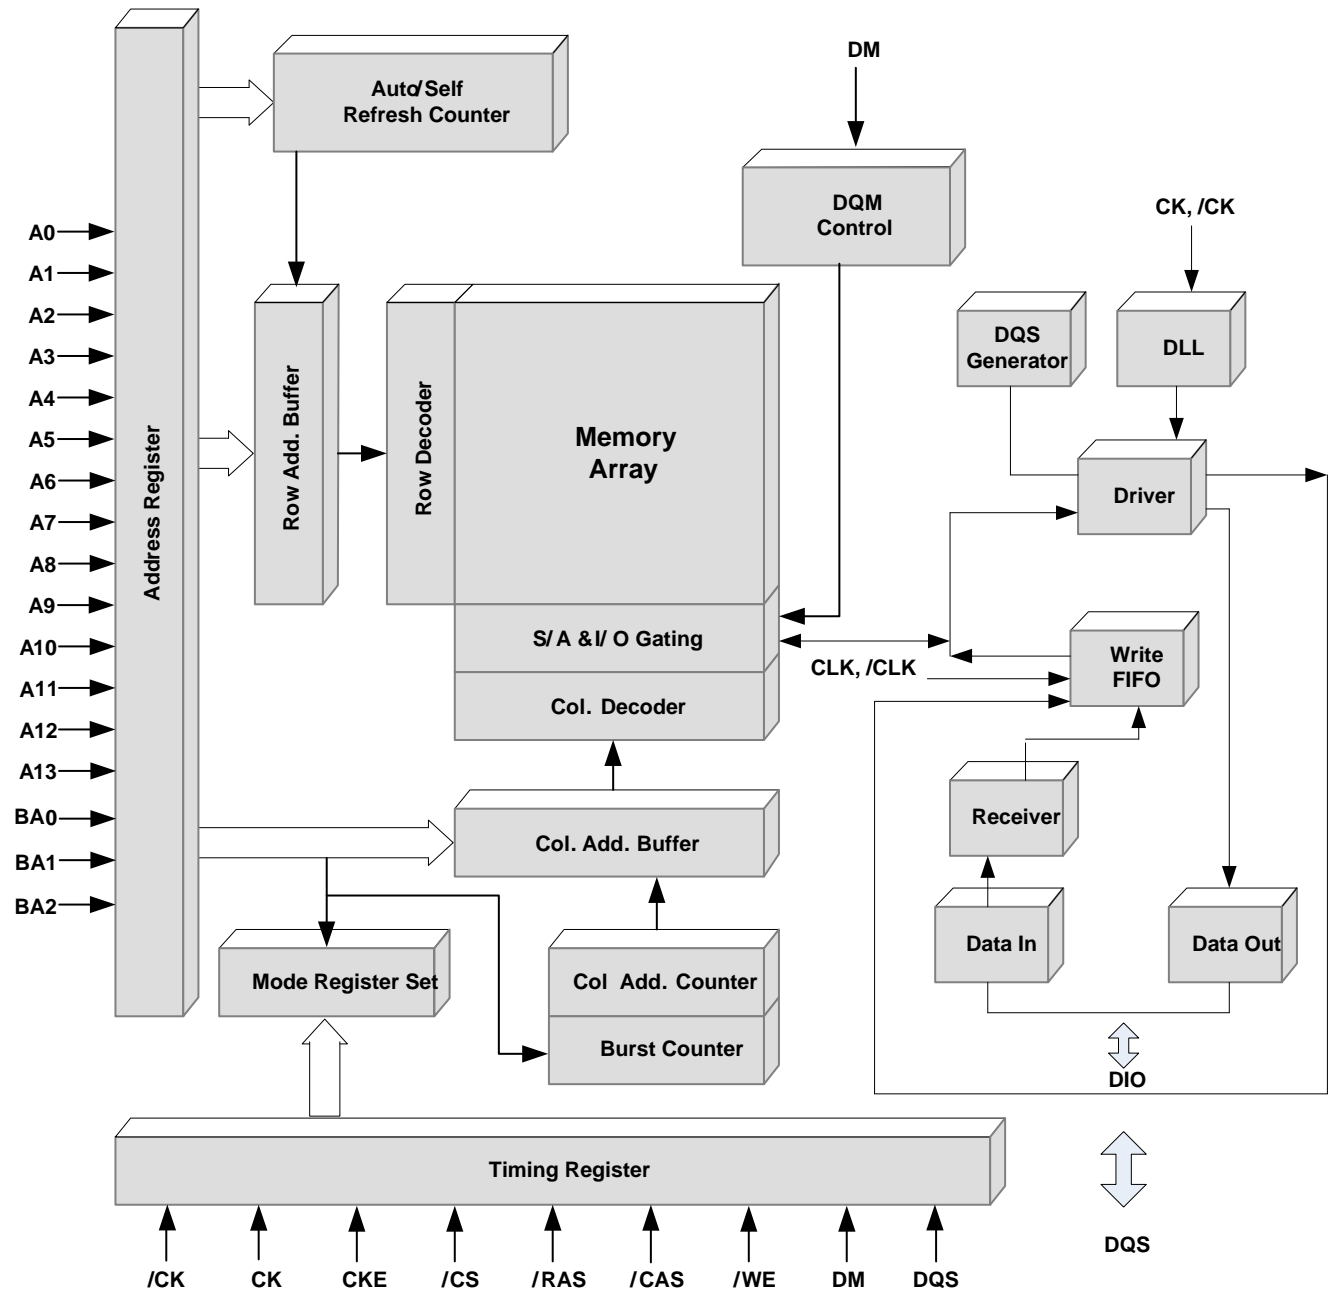 Auto/Self
Refresh Counter
DM
DQM
Control
CK, /CK
A0
A1
A2
A3
A4
A5
A6
A7
A8
A9
A10
A11
A12
A13
BA0
BA1
BA2
Address Register
Row Add. Buffer
Row Decoder
Memory
Array
DQS
Generator
DLL
Driver
S/ A & I/ O Gating
CLK, /CLK
Write
FIFO
Col. Decoder
Receiver
Col. Add. Buffer
Data In
Data Out
Mode Register Set
Col Add. Counter
Burst Counter
DIO
Timing Register
DQS
/CK
CK
CKE
/CS
/RAS
/CAS
/WE
DM
DQS